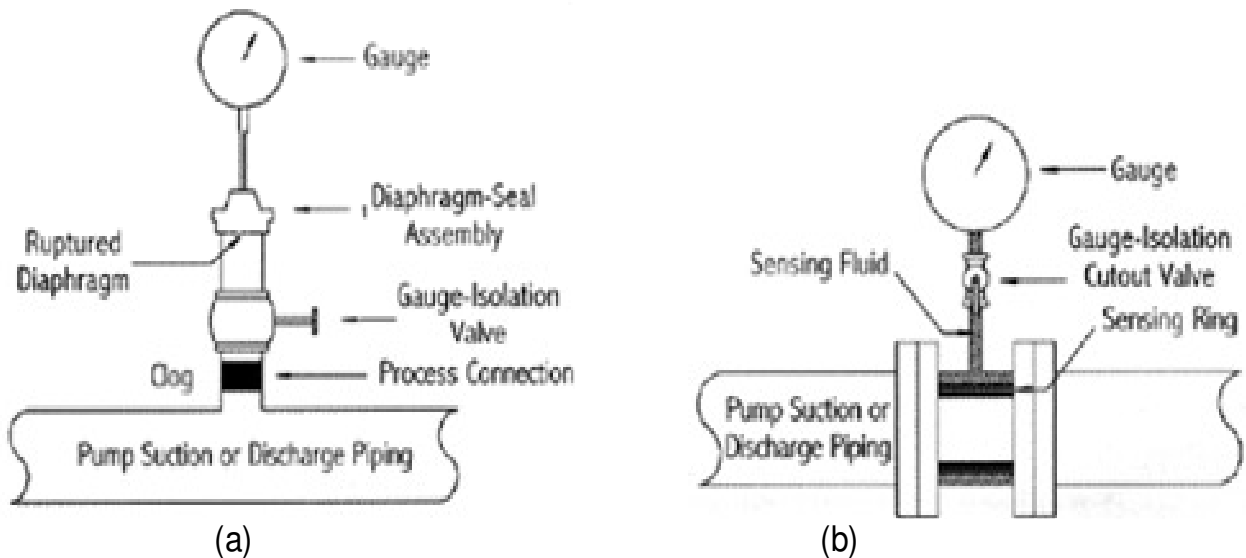 Gauge
Diaphragm-Seal
Assembly
Ruptured
Diaphragm
Gauge-Isolation
Valve
Clog
Process Connection
Pump Suction or Discharge Piping
(a)
Gauge
Gauge-Isolation
Cutout Valve
Sensing Fluid
Sensing Ring
Pump Suction or
Discharge Piping
(b)